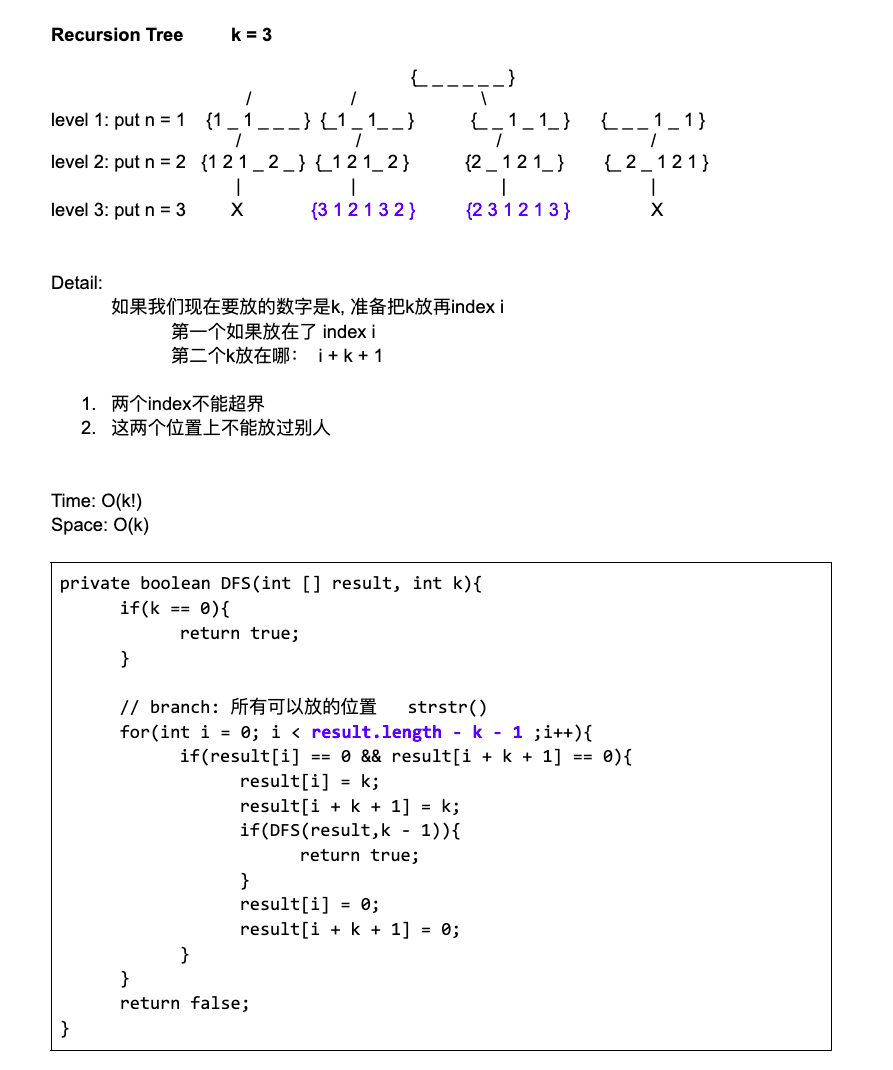 Recursion Tree k = 3
{_ _ _ _ _ _}
/ / \
level 1: put n = 1 {1 _ 1 _ _ _} {_1 _ 1_ _} {_ _ 1 _ 1_} {_ _ _ 1 _ 1}
/ / / /
level 2: put n = 2 {1 2 1 _ 2 _} {_1 2 1_ 2} {2 _ 1 2 1_} {_ 2 _ 1 2 1}
| | | |
level 3: put n = 3 X {3 1 2 1 3 2} {2 3 1 2 1 3} X
Detail:
如果我们现在要放的数字是k, 准备把k放再index i
第一个如果放在了 index i
第二个k放在哪： i + k + 1
1. 两个index不能超界
2. 这两个位置上不能放过别人
Time: O(k!)
Space: O(k)
private boolean DFS(int [] result, int k){
if(k == 0){
return true;
}
// branch: 所有可以放的位置 strstr()
for(int i = 0; i < result.length - k - 1 ;i++){
if(result[i] == 0 && result[i + k + 1] == 0){
result[i] = k;
result[i + k + 1] = k;
if(DFS(result,k - 1)){
return true;
}
result[i] = 0;
result[i + k + 1] = 0;
}
}
return false;
}